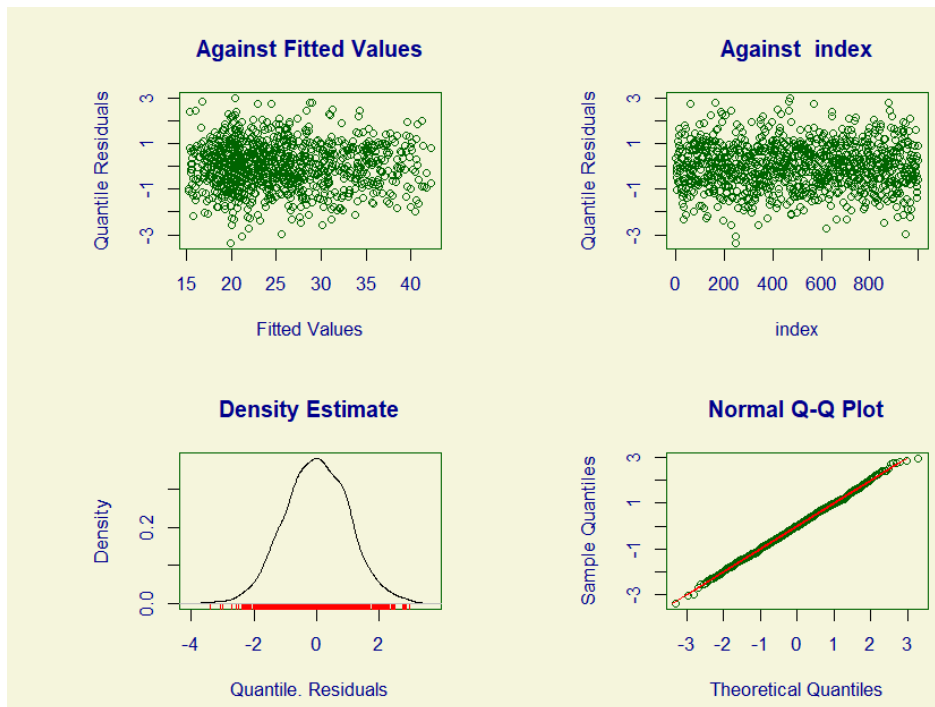 Against Fitted Values
Quantile Residuals
3
1
-1
-3
15 20 25 30 35 40
Fitted Values
Against  index
Quantile Residuals
3
1
-1
-3
0 200 400 600 800
index
Density Estimate
Density
0.2
0.0
-4 -2 0 2
Quantile. Residuals
Normal Q-Q Plot
Sample Quantiles
3
1
-1
-3
-3 -2 -1 0 1 2 3
Theoretical Quantiles